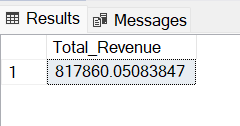 Results Messages
Total_Revenue
1 817860.05083847